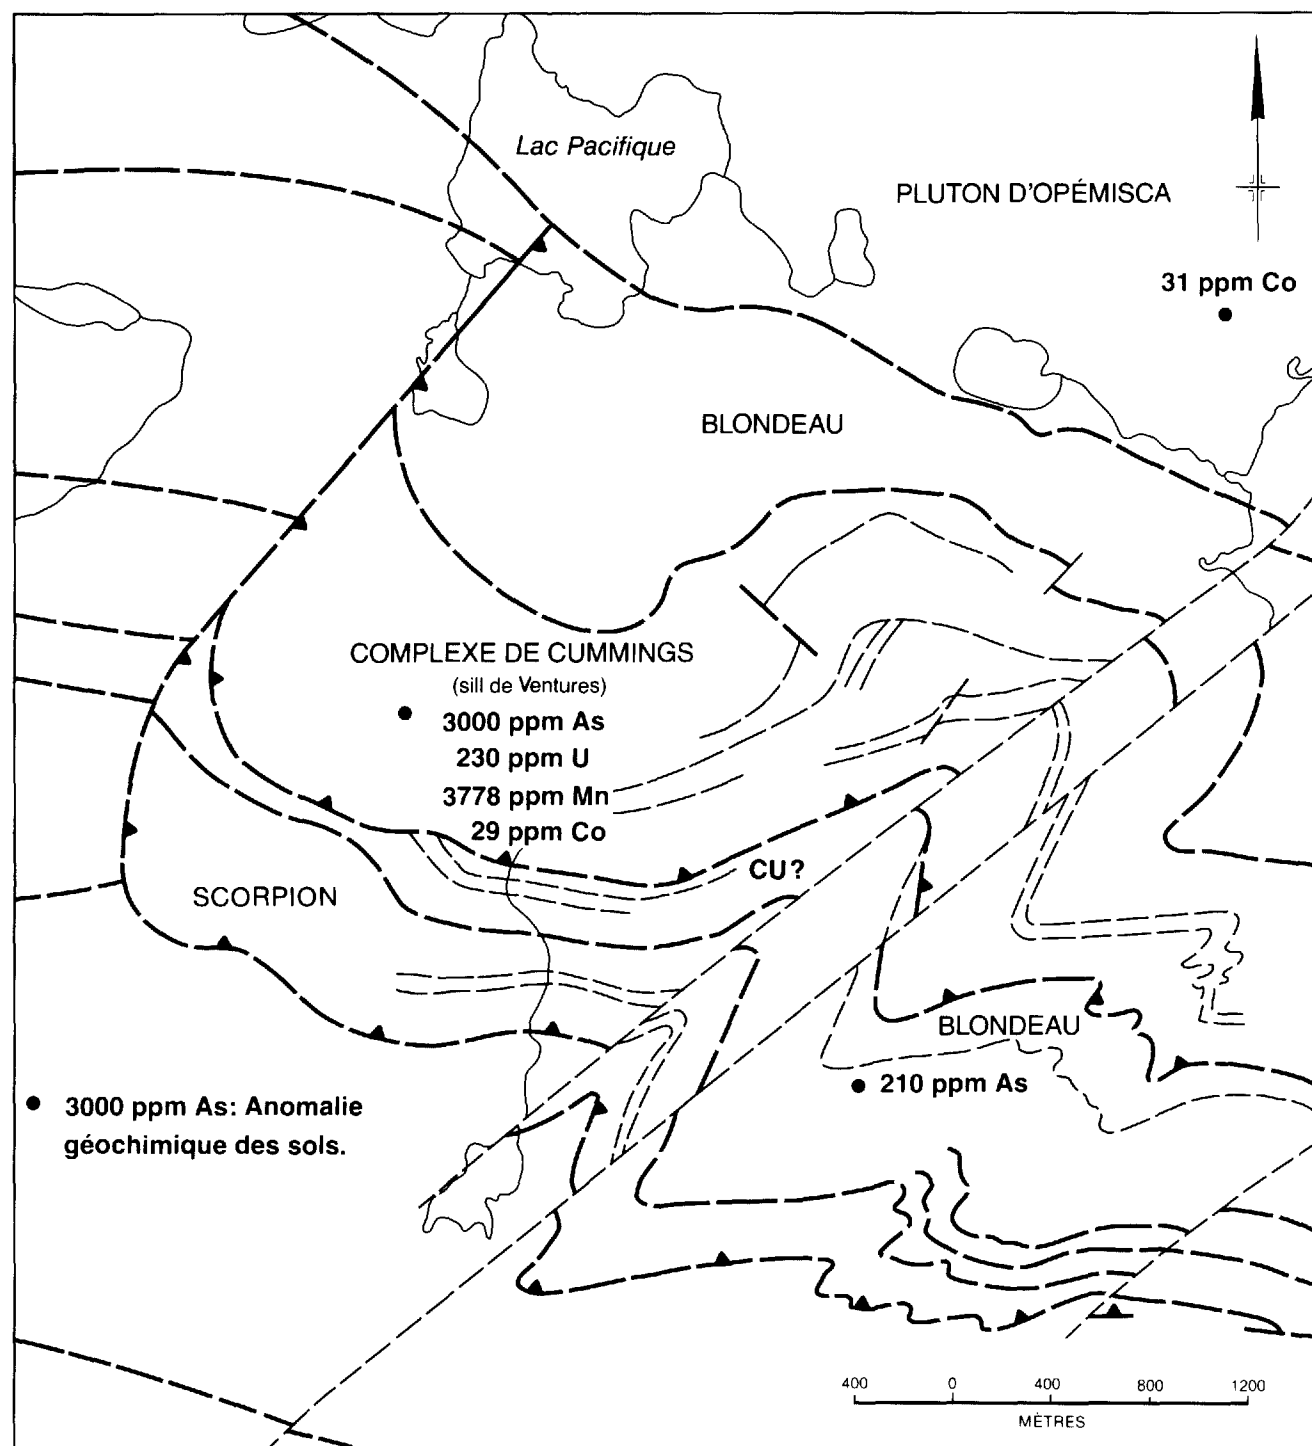 Lac Pacifique
PLUTON D'OPÉMISCA
31 ppm Co
BLONDEAU
COMPLEXE DE CUMMINGS
(sill de Ventures)
3000 ppm As
230 ppm U
3778 ppm Mn
29 ppm Co
CU?
SCORPION
BLONDEAU
210 ppm As
3000 ppm As: Anomalie
géochimique des sols.
400 0 400 800 1200
MÈTRES